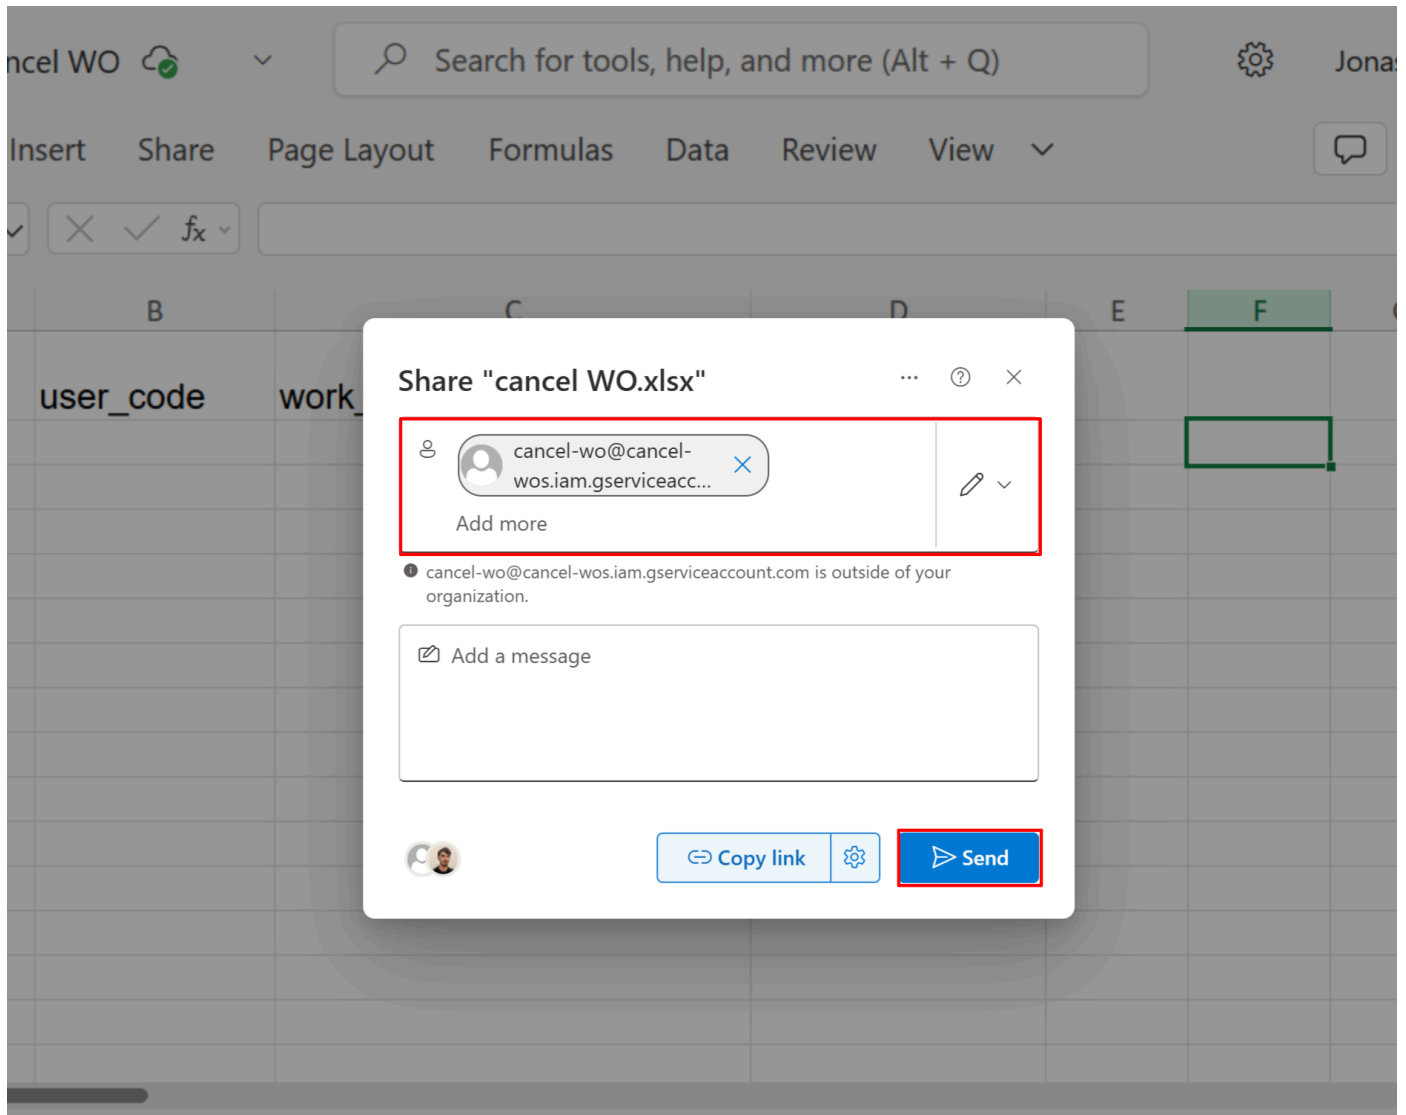 ncel WO
Search for tools, help, and more (Alt + Q)
Jonas
Insert Share Page Layout Formulas Data Review View
fx
B C D E F
user_code work_
Share "cancel WO.xlsx"
cancel-wo@cancel-
wos.iam.gserviceacc...
Add more
cancel-wo@cancel-wos.iam.gserviceaccount.com is outside of your
organization.
Add a message
Copy link
Send